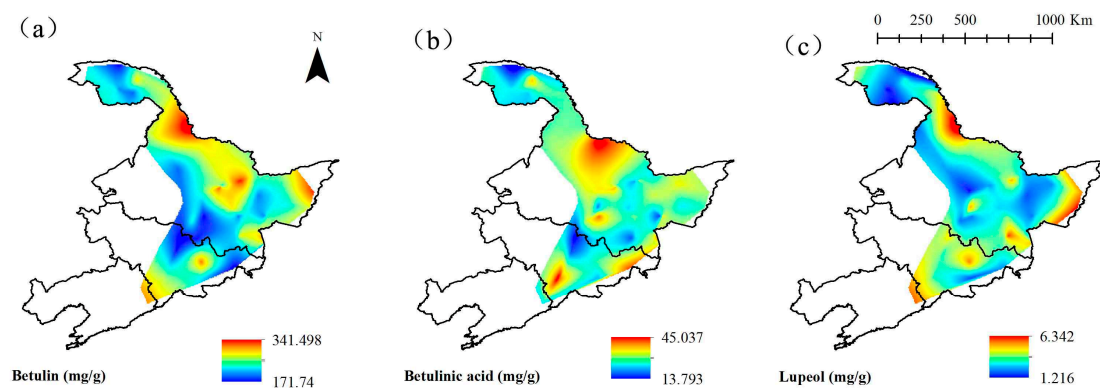 (a)
N
(b)
(c)
0 250 500 1000 Km
341.498
171.74
Betulin (mg/g)
45.037
13.793
Betulinic acid (mg/g)
6.342
1.216
Lupeol (mg/g)